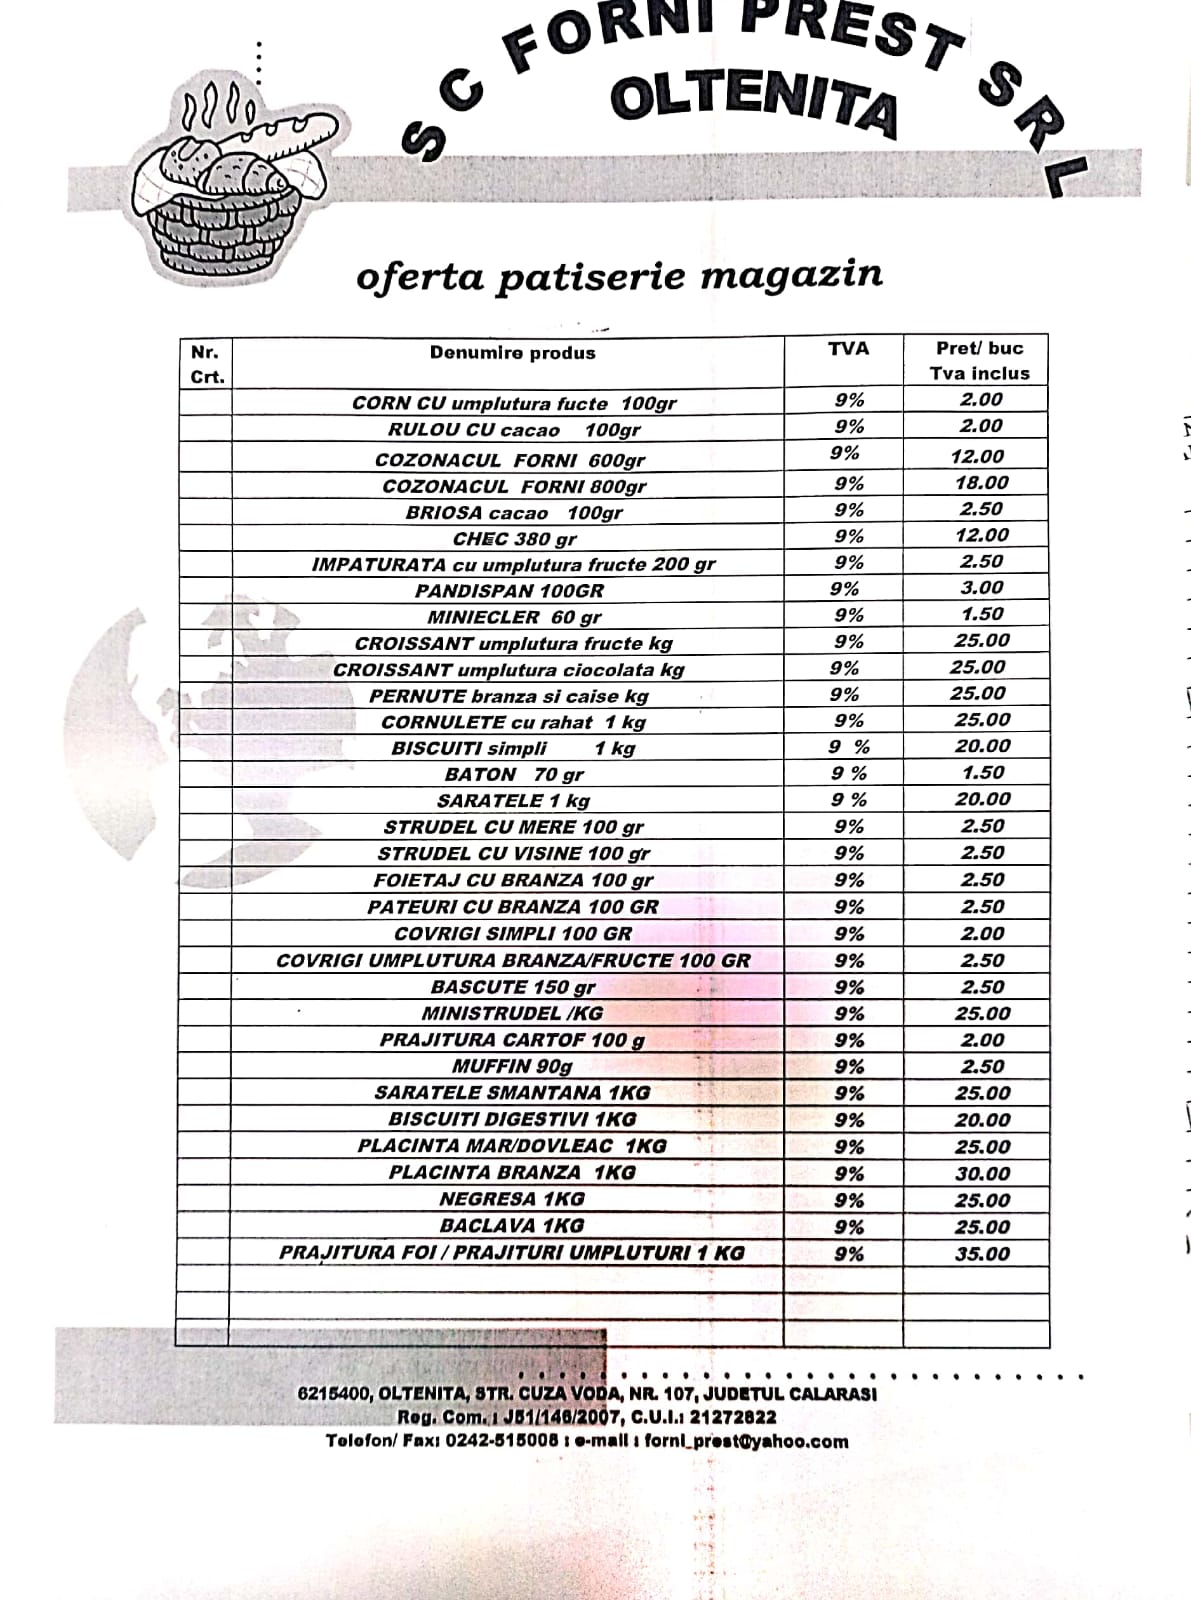 SC FORNI PREST SRL
OLTENITA
oferta patiserie magazin
Nr. Crt. Denumire produs TVA Pret/ buc Tva inclus
CORN CU umplutura fucte 100gr 9% 2.00
RULOU CU cacao 100gr 9% 2.00
COZONACUL FORNI 600gr 9% 12.00
COZONACUL FORNI 800gr 9% 18.00
BRIOSA cacao 100gr 9% 2.50
CHEC 380 gr 9% 12.00
IMPATURATA cu umplutura fructe 200 gr 9% 2.50
PANDISPAN 100GR 9% 3.00
MINIECLER 60 gr 9% 1.50
CROISSANT umplutura fructe kg 9% 25.00
CROISSANT umplutura ciocolata kg 9% 25.00
PERNUTE branza si caise kg 9% 25.00
CORNULETE cu rahat 1 kg 9% 25.00
BISCUITI simpli 1 kg 9 % 20.00
BATON 70 gr 9 % 1.50
SARATELE 1 kg 9 % 20.00
STRUDEL CU MERE 100 gr 9% 2.50
STRUDEL CU VISINE 100 gr 9% 2.50
FOIETAJ CU BRANZA 100 gr 9% 2.50
PATEURI CU BRANZA 100 GR 9% 2.50
COVRIGI SIMPLI 100 GR 9% 2.00
COVRIGI UMPLUTURA BRANZA/FRUCTE 100 GR 9% 2.50
BASCUTE 150 gr 9% 2.50
MINISTRUDEL /KG 9% 25.00
PRAJITURA CARTOF 100 g 9% 2.00
MUFFIN 90g 9% 2.50
SARATELE SMANTANA 1KG 9% 25.00
BISCUITI DIGESTIVI 1KG 9% 20.00
PLACINTA MAR/DOVLEAC 1KG 9% 25.00
PLACINTA BRANZA 1KG 9% 30.00
NEGRESA 1KG 9% 25.00
BACLAVA 1KG 9% 25.00
PRAJITURA FOI / PRAJITURI UMPLUTURI 1 KG 9% 35.00
6215400, OLTENITA, STR. CUZA VODA, NR. 107, JUDETUL CALARASI
Reg. Com. : J51/146/2007, C.U.I.: 21272822
Telefon/ Fax: 0242-515008 : e-mail : forni_prest@yahoo.com